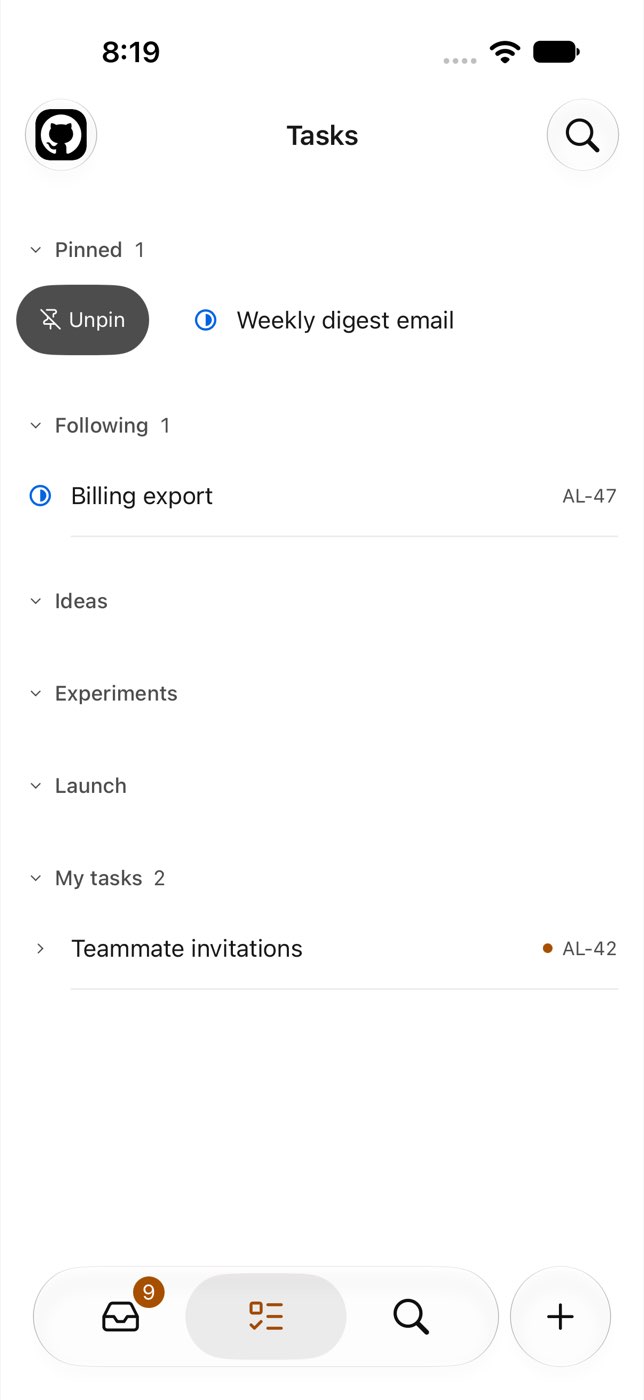 8:19
Tasks
Pinned 1
Unpin
Weekly digest email
Following 1
Billing export
AL-47
Ideas
Experiments
Launch
My tasks 2
Teammate invitations
AL-42
9